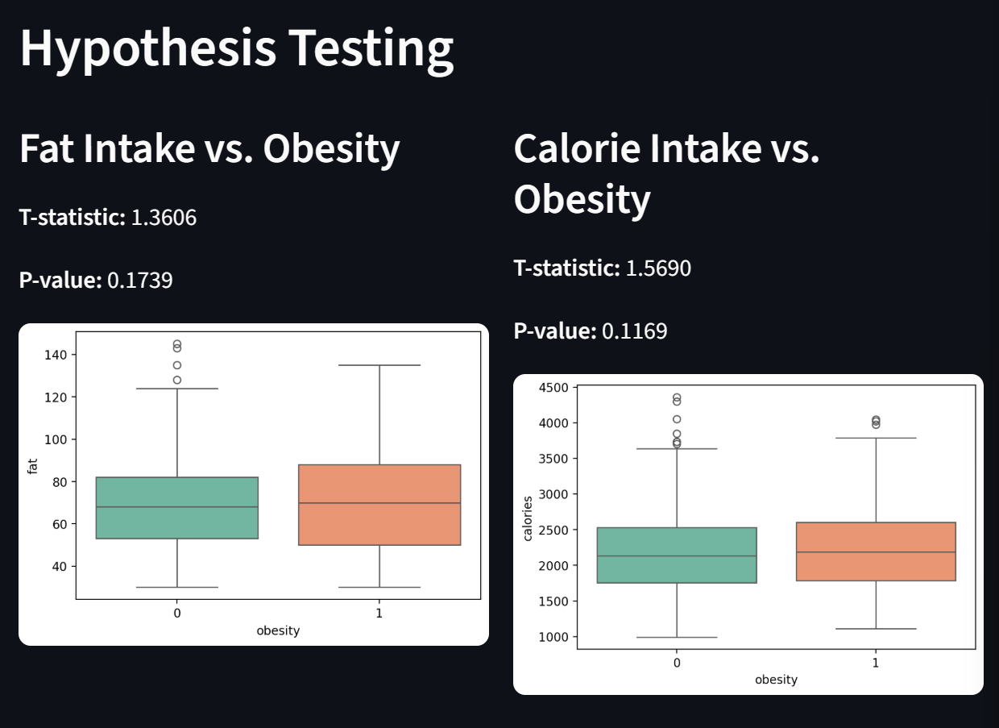 Hypothesis Testing
Fat Intake vs. Obesity
T-statistic: 1.3606
P-value: 0.1739
140
120
100
80
60
40
fat
0
1
obesity
Calorie Intake vs.
Obesity
T-statistic: 1.5690
P-value: 0.1169
4500
4000
3500
3000
2500
2000
1500
1000
calories
0
1
obesity